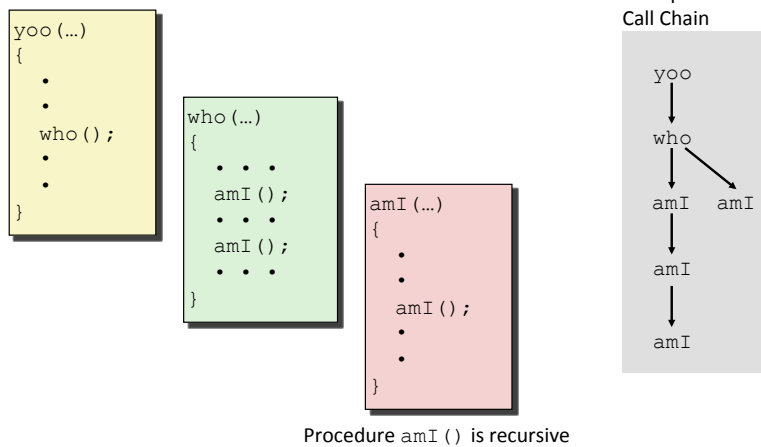 yoo(…)
{
•
•
who();
•
•
}
who(…)
{
• • •
amI();
• • •
amI();
• • •
}
amI(…)
{
•
•
amI();
•
•
}
Procedure amI() is recursive
Call Chain
yoo
who
amI amI
amI
amI